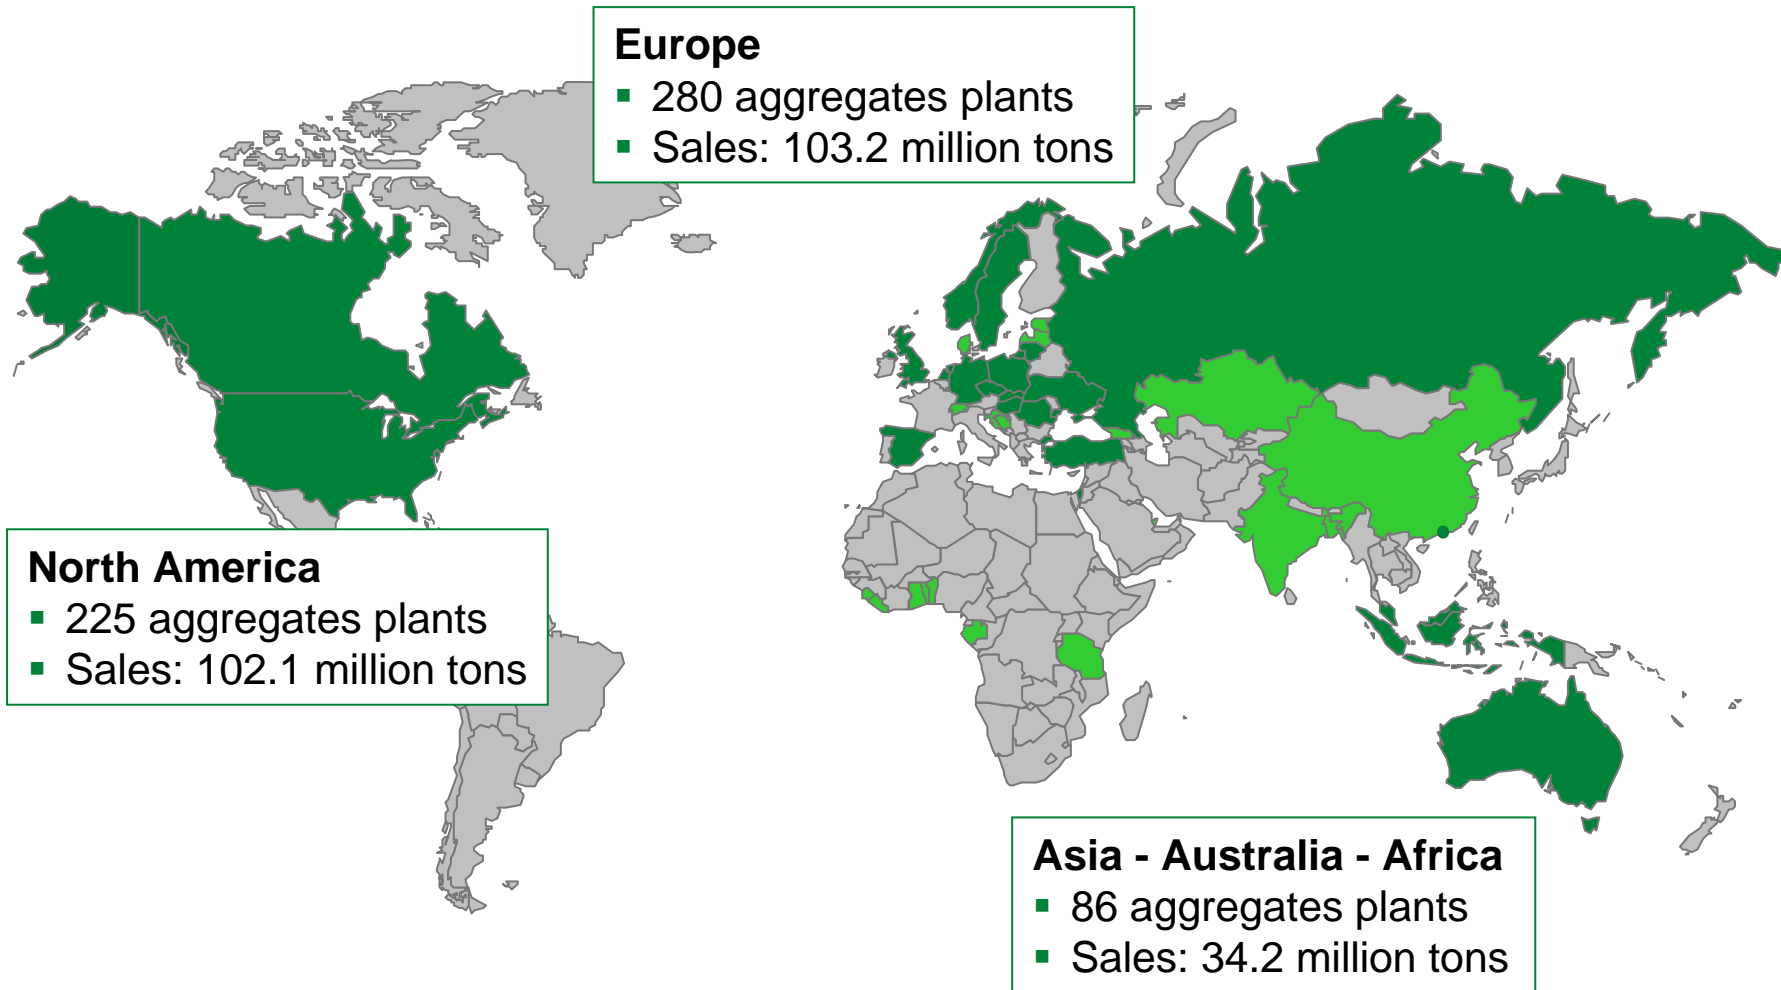 Europe
▪ 280 aggregates plants
▪ Sales: 103.2 million tons
North America
▪ 225 aggregates plants
▪ Sales: 102.1 million tons
Asia - Australia - Africa
▪ 86 aggregates plants
▪ Sales: 34.2 million tons